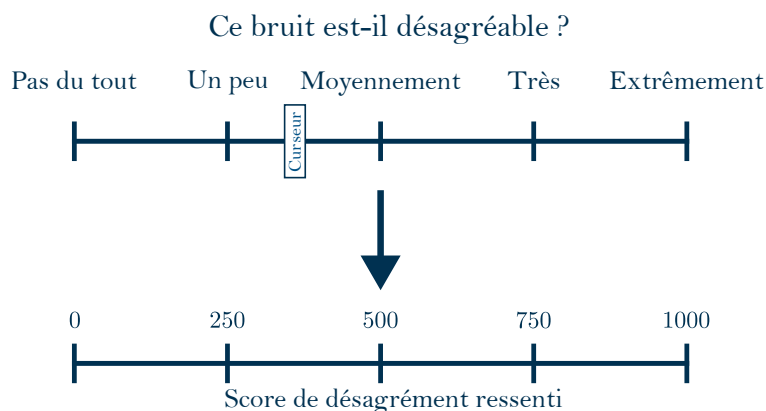 Ce bruit est-il désagréable ?
Pas du tout Un peu Moyennement Très Extrêmement
Curseur
0 250 500 750 1000
Score de désagrément ressenti